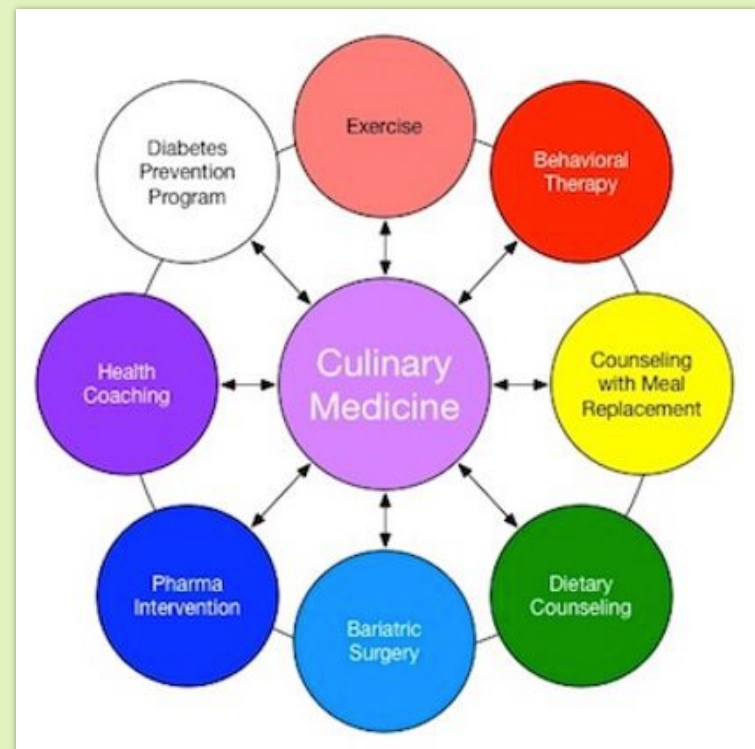 Exercise
Behavioral
Therapy
Counseling
with Meal
Replacement
Dietary
Counseling
Bariatric
Surgery
Pharma
Intervention
Health
Coaching
Diabetes
Prevention
Program
Culinary
Medicine